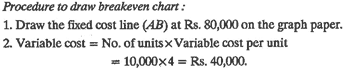 Procedure to draw breakeven chart :
1. Draw the fixed cost line (AB) at Rs. 80,000 on the graph paper.
2. Variable cost = No. of units × Variable cost per unit
= 10,000×4 = Rs. 40,000.